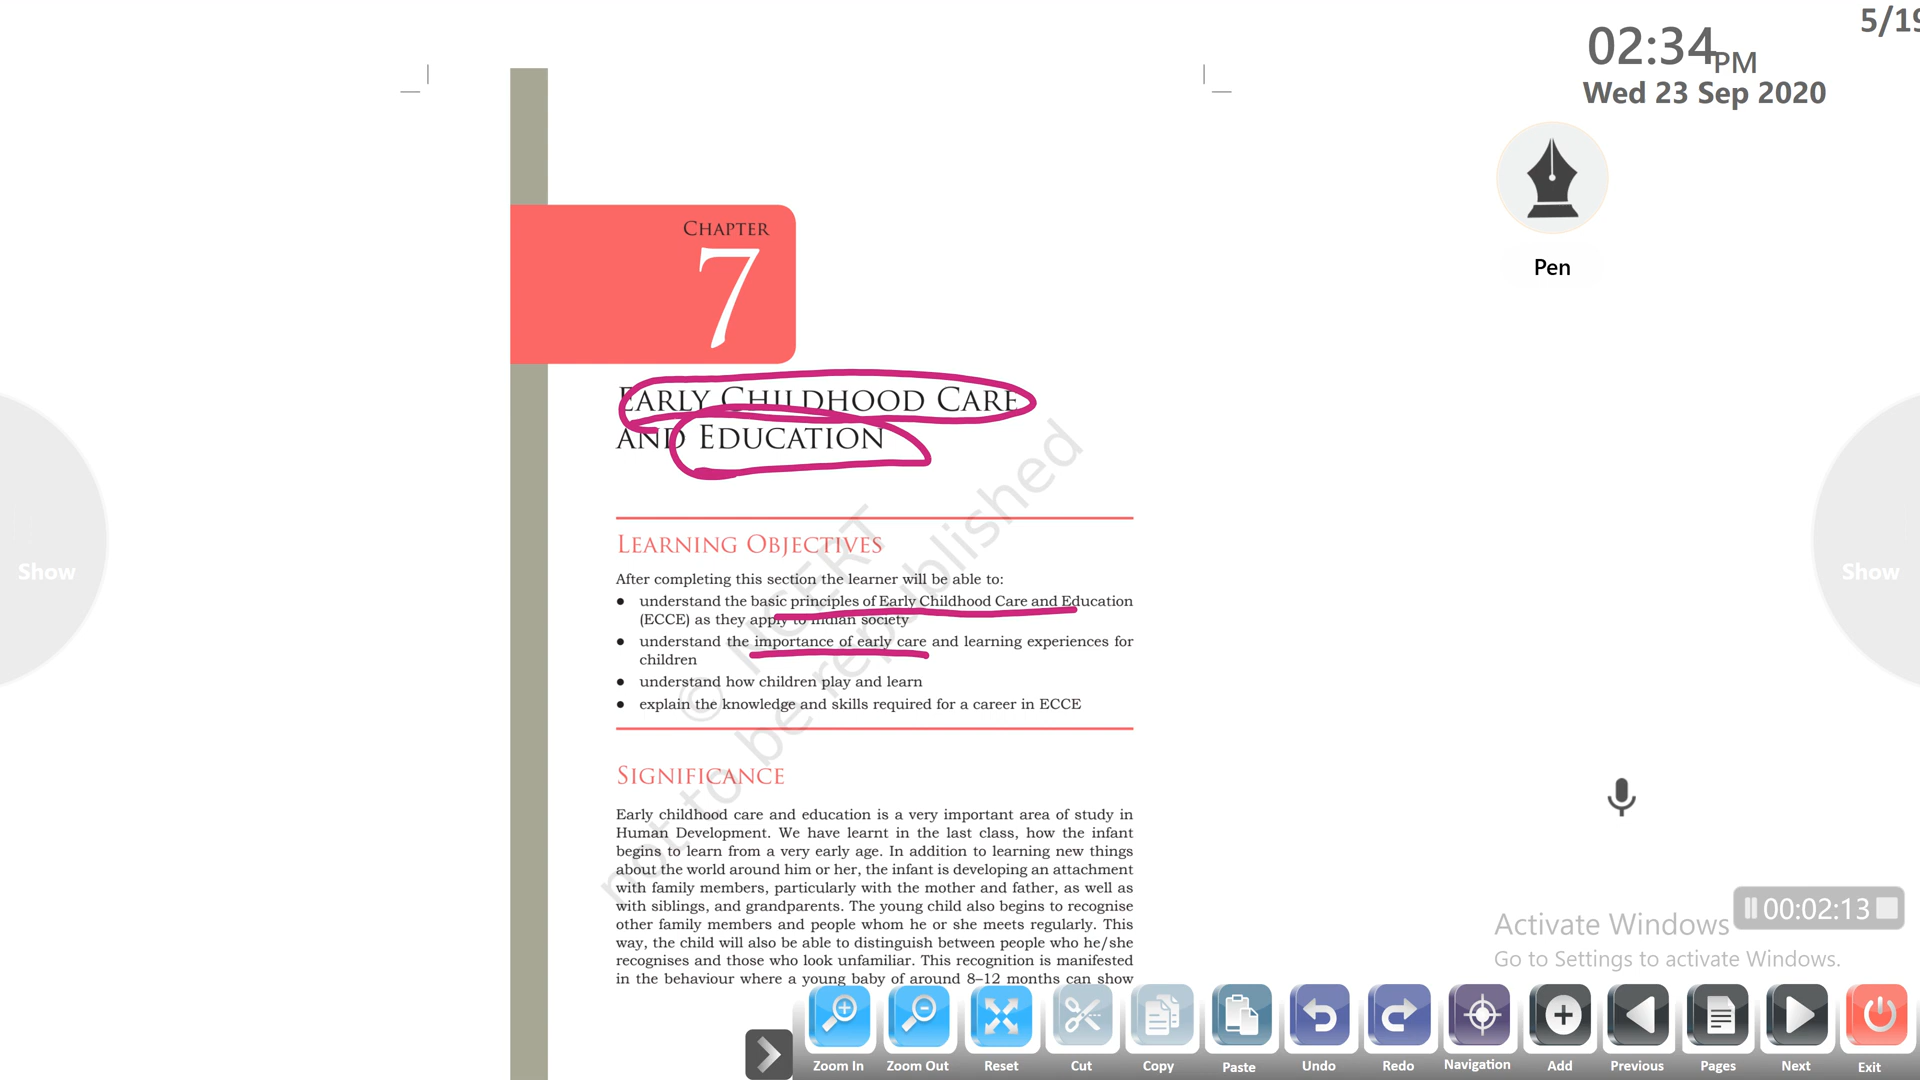 5/19
02:34PM
Wed 23 Sep 2020
Pen
CHAPTER
7
EARLY CHILDHOOD CARE
AND EDUCATION
LEARNING OBJECTIVES
After completing this section the learner will be able to:
● understand the basic principles of Early Childhood Care and Education
(ECCE) as they apply to Indian society
● understand the importance of early care and learning experiences for
children
● understand how children play and learn
● explain the knowledge and skills required for a career in ECCE
SIGNIFICANCE
Early childhood care and education is a very important area of study in
Human Development. We have learnt in the last class, how the infant
begins to learn from a very early age. In addition to learning new things
about the world around him or her, the infant is developing an attachment
with family members, particularly with the mother and father, as well as
with siblings, and grandparents. The young child also begins to recognise
other family members and people whom he or she meets regularly. This
way, the child will also be able to distinguish between people who he/she
recognises and those who look unfamiliar. This recognition is manifested
in the behaviour where a young baby of around 8–12 months can show
© NCERT
not to be republished
Show
Show
00:02:13
Activate Windows
Go to Settings to activate Windows.
Zoom In Zoom Out Reset Cut Copy Paste Undo Redo Navigation Add Previous Pages Next Exit